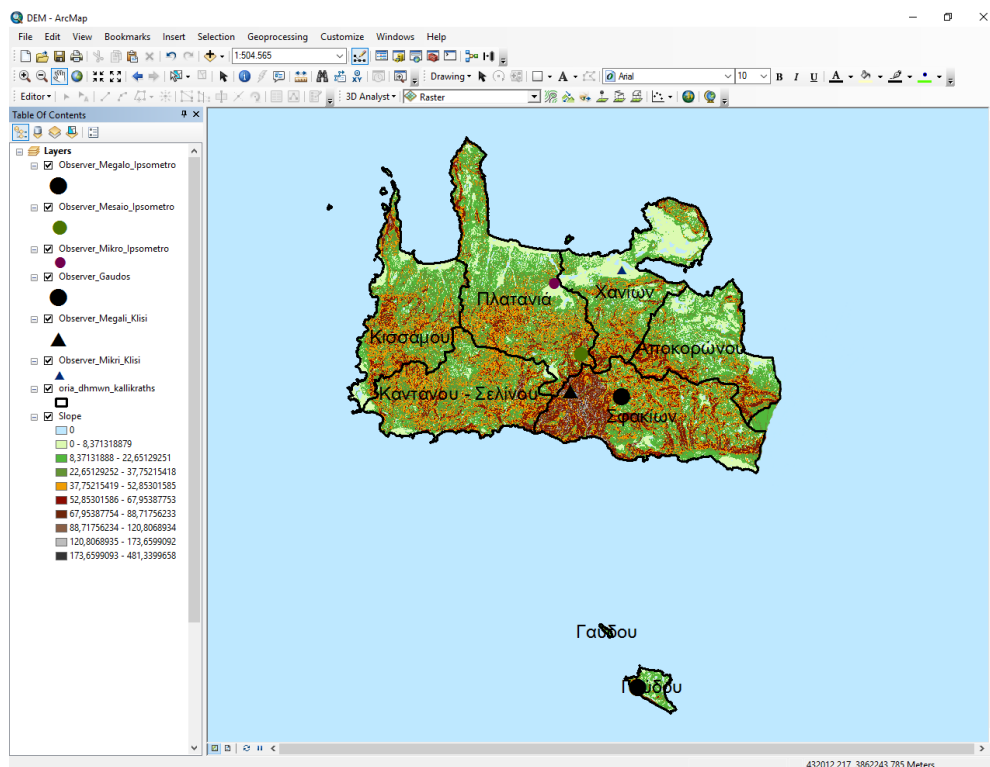 DEM - ArcMap
File Edit View Bookmarks Insert Selection Geoprocessing Customize Windows Help
1:504.565
Drawing Arial 10 B I U A
Editor 3D Analyst Raster
Table Of Contents
Layers
Observer_Megalo_Ipsometro
Observer_Mesaio_Ipsometro
Observer_Mikro_Ipsometro
Observer_Gaudos
Observer_Megali_Klisi
Observer_Mikri_Klisi
oria_dhmwn_kallikraths
Slope
0
0 - 8,371318879
8,37131888 - 22,65129251
22,65129252 - 37,75215418
37,75215419 - 52,85301585
52,85301586 - 67,95387753
67,95387754 - 88,71756233
88,71756234 - 120,8068934
120,8068935 - 173,6599092
173,6599093 - 481,3399658
Πλατανιά
Χανίων
Κισσάμου
Αποκορώνου
Καντάνου - Σελίνου
Σφακίων
Γαύδου
Γαύδου
432012,217 3862243,785 Meters